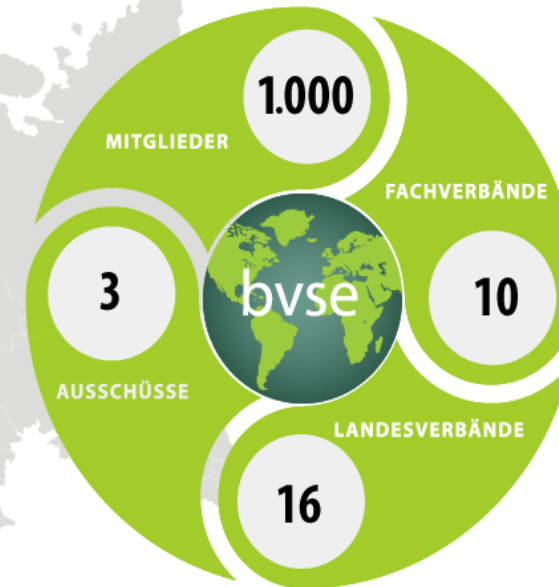 1.000
MITGLIEDER
FACHVERBÄNDE
10
bvse
3
AUSSCHÜSSE
LANDESVERBÄNDE
16